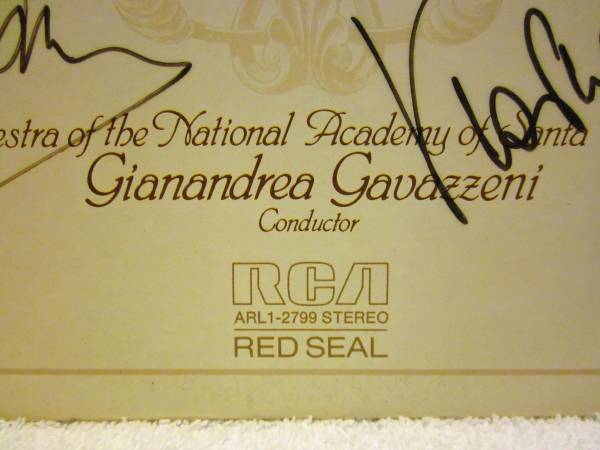 estra of the National Academy of Santa
Gianandrea Gavazzeni
Conductor
RCA
ARL1-2799 STEREO
RED SEAL